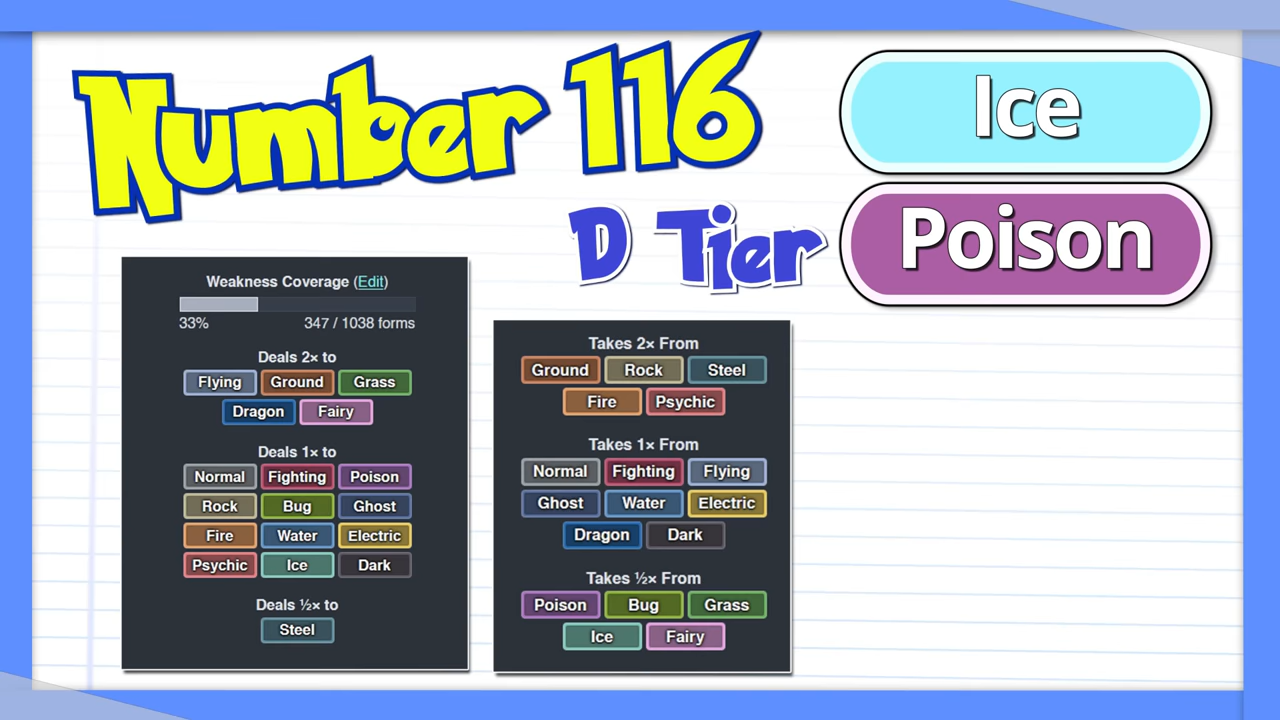 Number 116
D Tier
Ice
Poison
Weakness Coverage (Edit)
33% 347 / 1038 forms
Deals 2× to
Flying Ground Grass
Dragon Fairy
Deals 1× to
Normal Fighting Poison
Rock Bug Ghost
Fire Water Electric
Psychic Ice Dark
Deals ½× to
Steel
Takes 2× From
Ground Rock Steel
Fire Psychic
Takes 1× From
Normal Fighting Flying
Ghost Water Electric
Dragon Dark
Takes ½× From
Poison Bug Grass
Ice Fairy